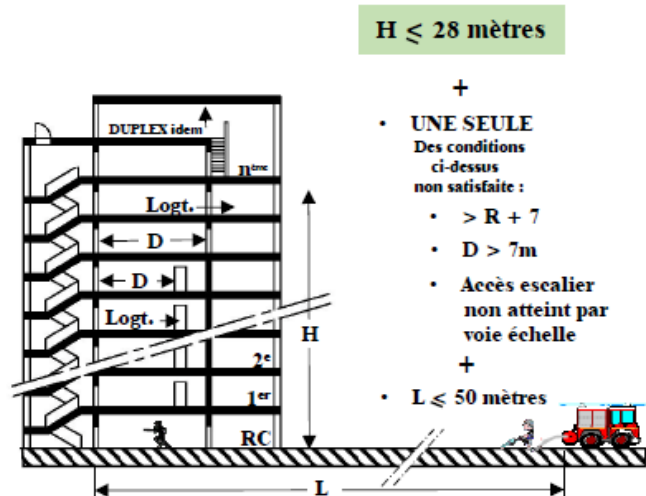 H ⩽ 28 mètres
+
• UNE SEULE
Des conditions
ci-dessus
non satisfaite :
• > R + 7
• D > 7m
• Accès escalier
non atteint par
voie échelle
+
• L ⩽ 50 mètres
DUPLEX idem
nᵉᵐᵉ
Logt.
D
D
Logt.
H
2ᵉ
1ᵉʳ
RC
L